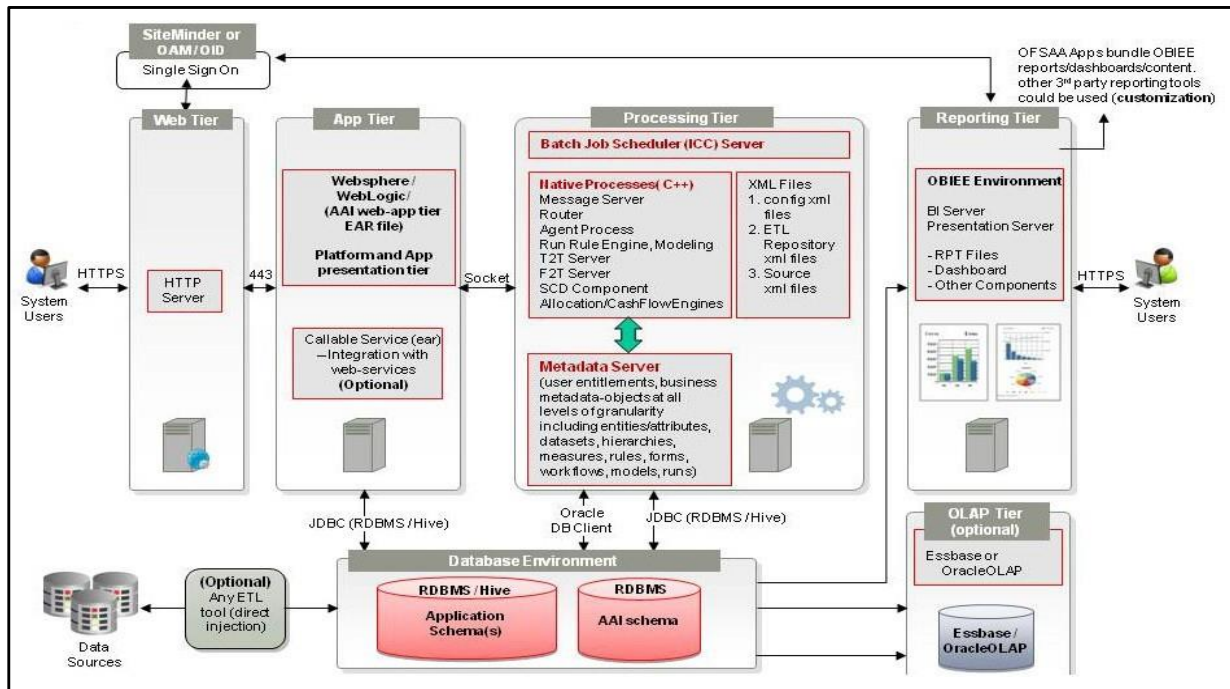 SiteMinder or
OAM/OID
Single Sign On
OFSAA Apps bundle OBIEE
reports/dashboards/content.
other 3rd party reporting tools
could be used (customization)
Web Tier
App Tier
Processing Tier
Reporting Tier
System
Users
HTTPS
HTTP
Server
443
Websphere/
WebLogic/
(AAI web-app tier
EAR file)
Platform and App
presentation tier
Callable Service (ear)
–Integration with
web-services
(Optional)
Socket
Batch Job Scheduler (ICC) Server
Native Processes( C++)
Message Server
Router
Agent Process
Run Rule Engine, Modeling
T2T Server
F2T Server
SCD Component
Allocation/CashFlowEngines
XML Files
1. config xml
files
2. ETL
Repository
xml files
3. Source
xml files
Metadata Server
(user entitlements, business
metadata-objects at all
levels of granularity
including entities/attributes,
datasets, hierarchies,
measures, rules, forms,
workflows, models, runs)
OBIEE Environment
BI Server
Presentation Server
-RPT Files
-Dashboard
-Other Components
HTTPS
System
Users
JDBC (RDBMS /Hive)
Oracle
DB Client
JDBC (RDBMS /Hive)
Database Environment
RDBMS / Hive
Application
Schema(s)
RDBMS
AAI schema
Data
Sources
(Optional)
Any ETL
tool (direct
injection)
OLAP Tier
(optional)
Essbase or
OracleOLAP
Essbase /
OracleOLAP